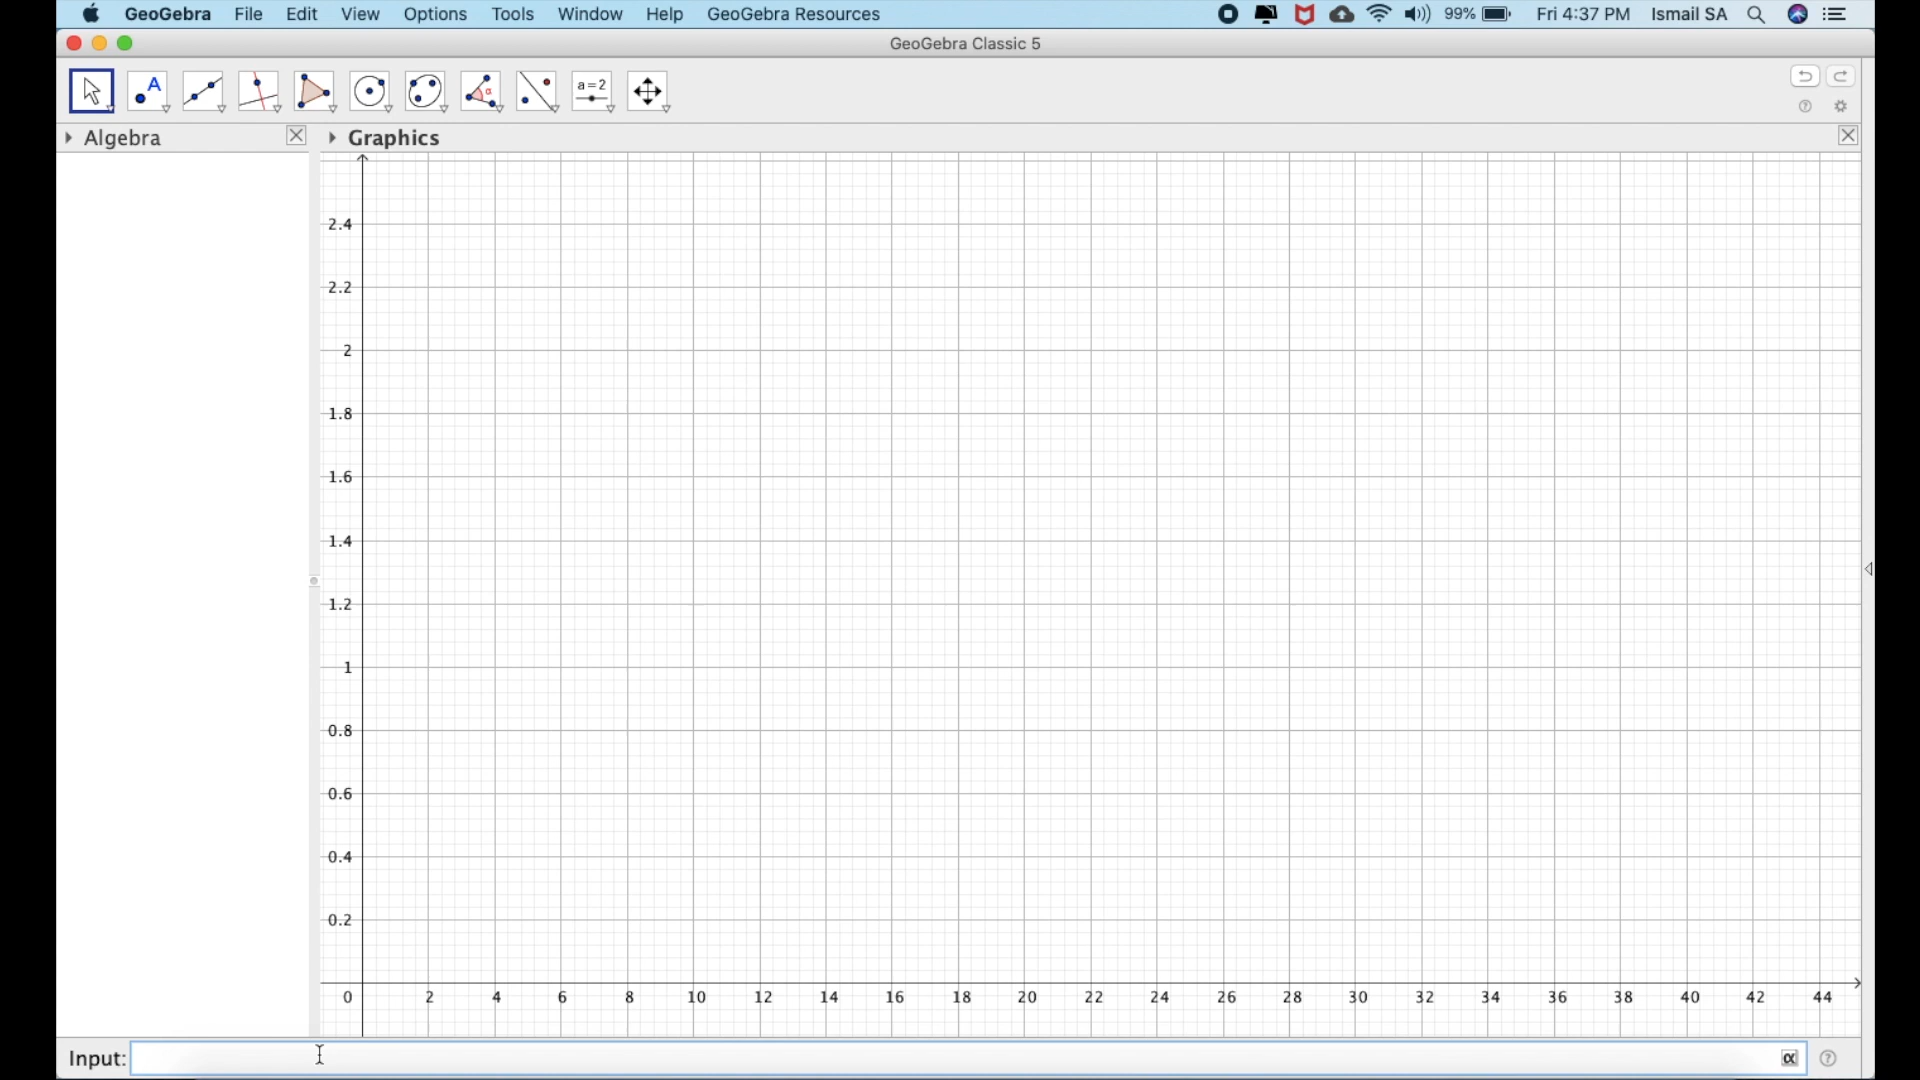 GeoGebra File Edit View Options Tools Window Help GeoGebra Resources 99% Fri 4:37 PM Ismail SA
GeoGebra Classic 5
A α a=2
Algebra Graphics
2.4
2.2
2
1.8
1.6
1.4
1.2
1
0.8
0.6
0.4
0.2
0 2 4 6 8 10 12 14 16 18 20 22 24 26 28 30 32 34 36 38 40 42 44
Input: α